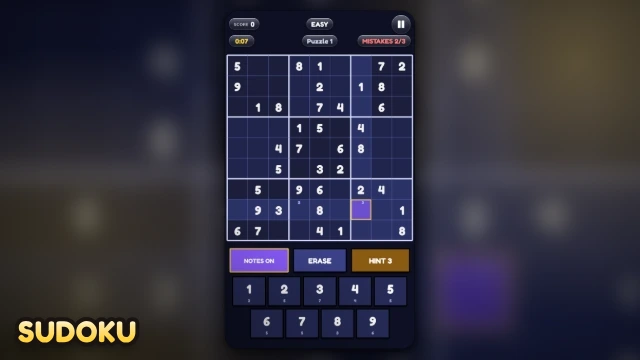 SCORE 0
EASY
0:07
Puzzle 1
MISTAKES 2/3
5 8 1 7 2
9 2 1 8
1 8 7 4 6
1 5 4
4 7 6 8
5 3 2
5 9 6 2 4
9 3 8 1
6 7 4 1 8
NOTES ON
ERASE
HINT 3
1 2 3 4 5
6 7 8 9
SUDOKU